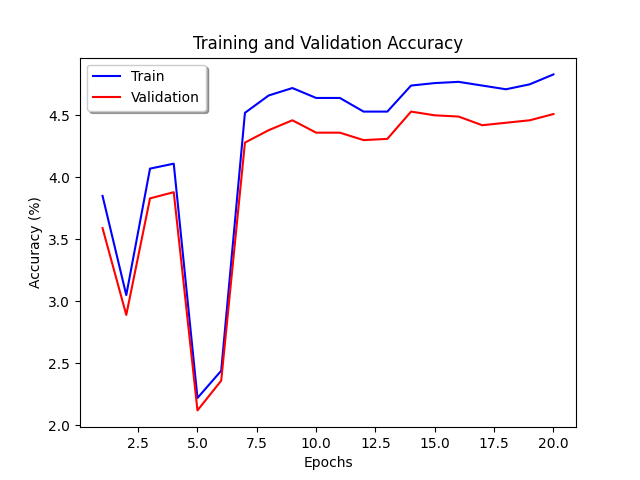 Training and Validation Accuracy
Train
Validation
Accuracy (%)
4.5
4.0
3.5
3.0
2.5
2.0
2.5 5.0 7.5 10.0 12.5 15.0 17.5 20.0
Epochs